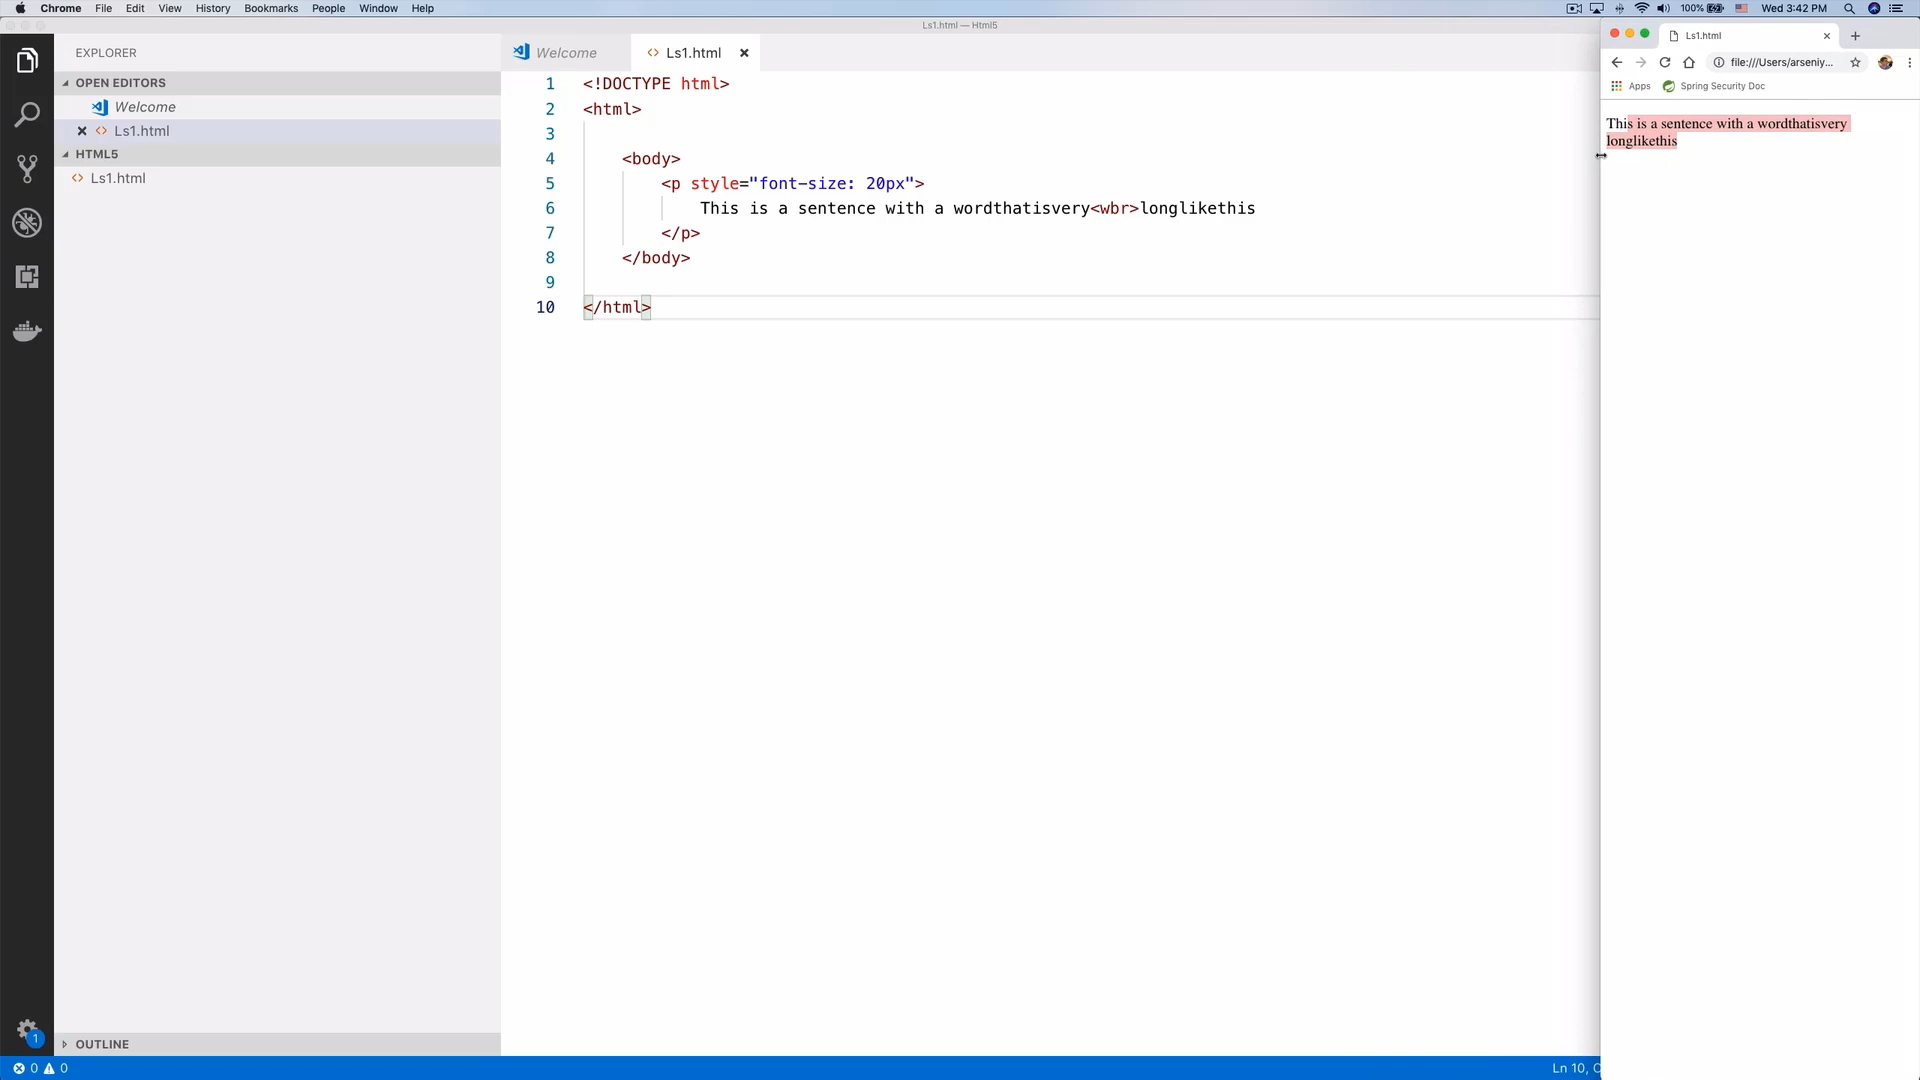 Chrome File Edit View History Bookmarks People Window Help
100% Wed 3:42 PM
Ls1.html — Html5
EXPLORER
OPEN EDITORS
Welcome
Ls1.html
HTML5
Ls1.html
OUTLINE
Welcome
Ls1.html
1 <!DOCTYPE html>
2 <html>
3
4 <body>
5 <p style="font-size: 20px">
6 This is a sentence with a wordthatisvery<wbr>longlikethis
7 </p>
8 </body>
9
10 </html>
Ls1.html
file:///Users/arseniy...
Apps Spring Security Doc
This is a sentence with a wordthatisvery
longlikethis
1
0 0
Ln 10,